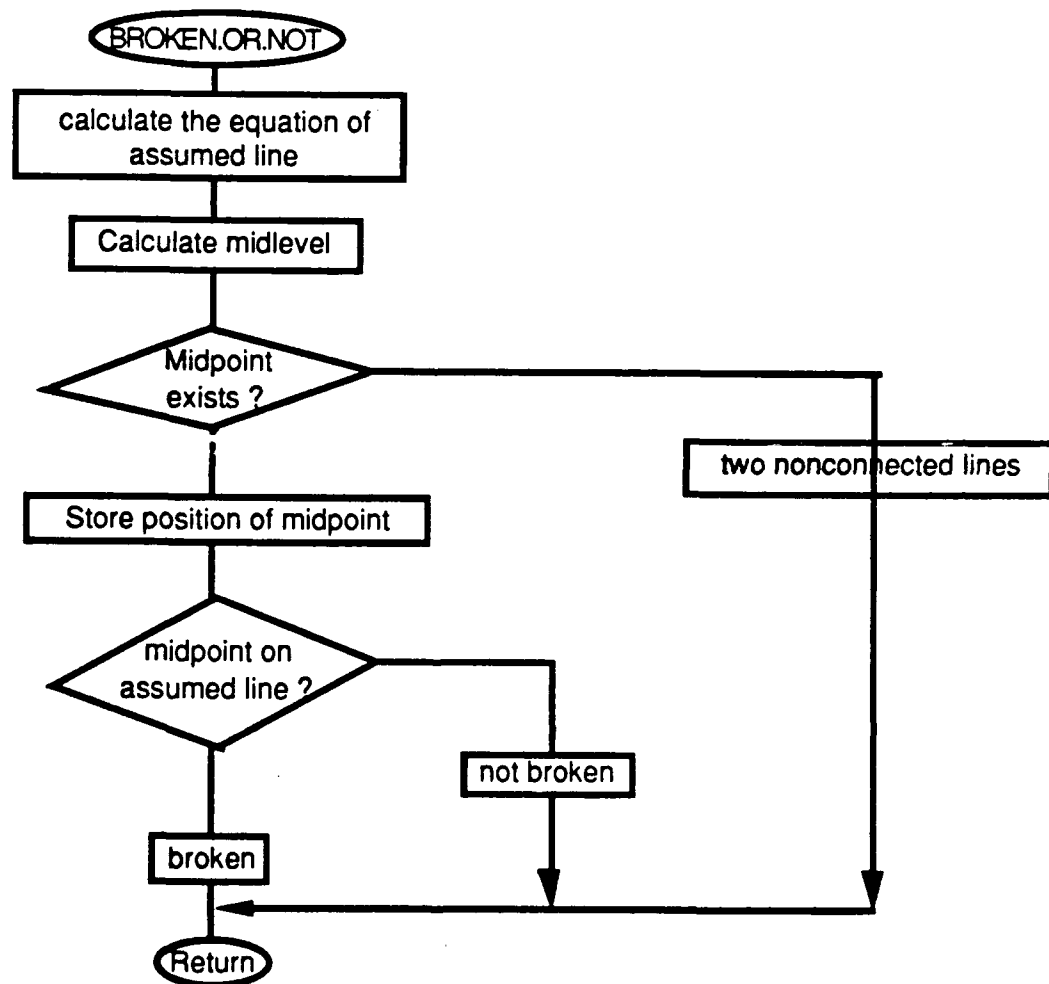 BROKEN.OR.NOT
calculate the equation of
assumed line
Calculate midlevel
Midpoint
exists ?
two nonconnected lines
Store position of midpoint
midpoint on
assumed line ?
not broken
broken
Return